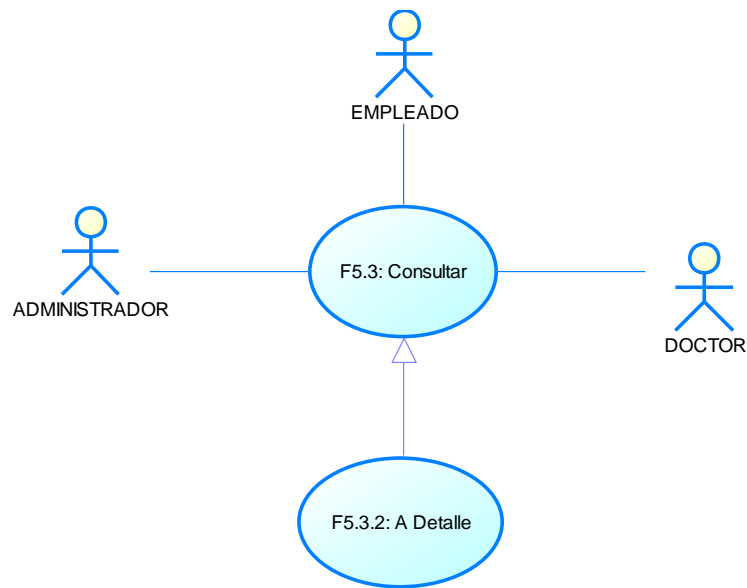 EMPLEADO
ADMINISTRADOR
F5.3: Consultar
DOCTOR
F5.3.2: A Detalle